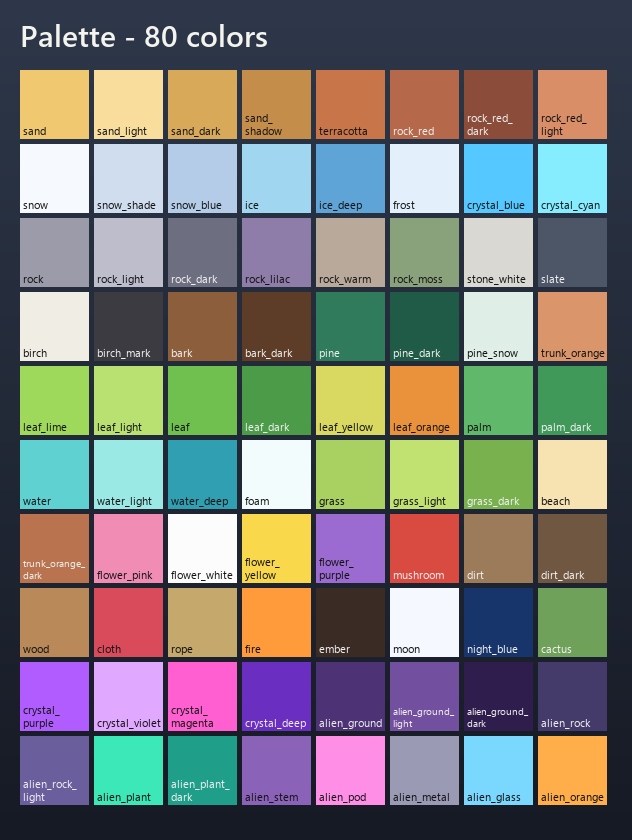 Palette - 80 colors
sand
sand_light
sand_dark
sand_
shadow
terracotta
rock_red
rock_red_
dark
rock_red_
light
snow
snow_shade
snow_blue
ice
ice_deep
frost
crystal_blue
crystal_cyan
rock
rock_light
rock_dark
rock_lilac
rock_warm
rock_moss
stone_white
slate
birch
birch_mark
bark
bark_dark
pine
pine_dark
pine_snow
trunk_orange
leaf_lime
leaf_light
leaf
leaf_dark
leaf_yellow
leaf_orange
palm
palm_dark
water
water_light
water_deep
foam
grass
grass_light
grass_dark
beach
trunk_orange_
dark
flower_pink
flower_white
flower_
yellow
flower_
purple
mushroom
dirt
dirt_dark
wood
cloth
rope
fire
ember
moon
night_blue
cactus
crystal_
purple
crystal_violet
crystal_
magenta
crystal_deep
alien_ground
alien_ground_
light
alien_ground_
dark
alien_rock
alien_rock_
light
alien_plant
alien_plant_
dark
alien_stem
alien_pod
alien_metal
alien_glass
alien_orange